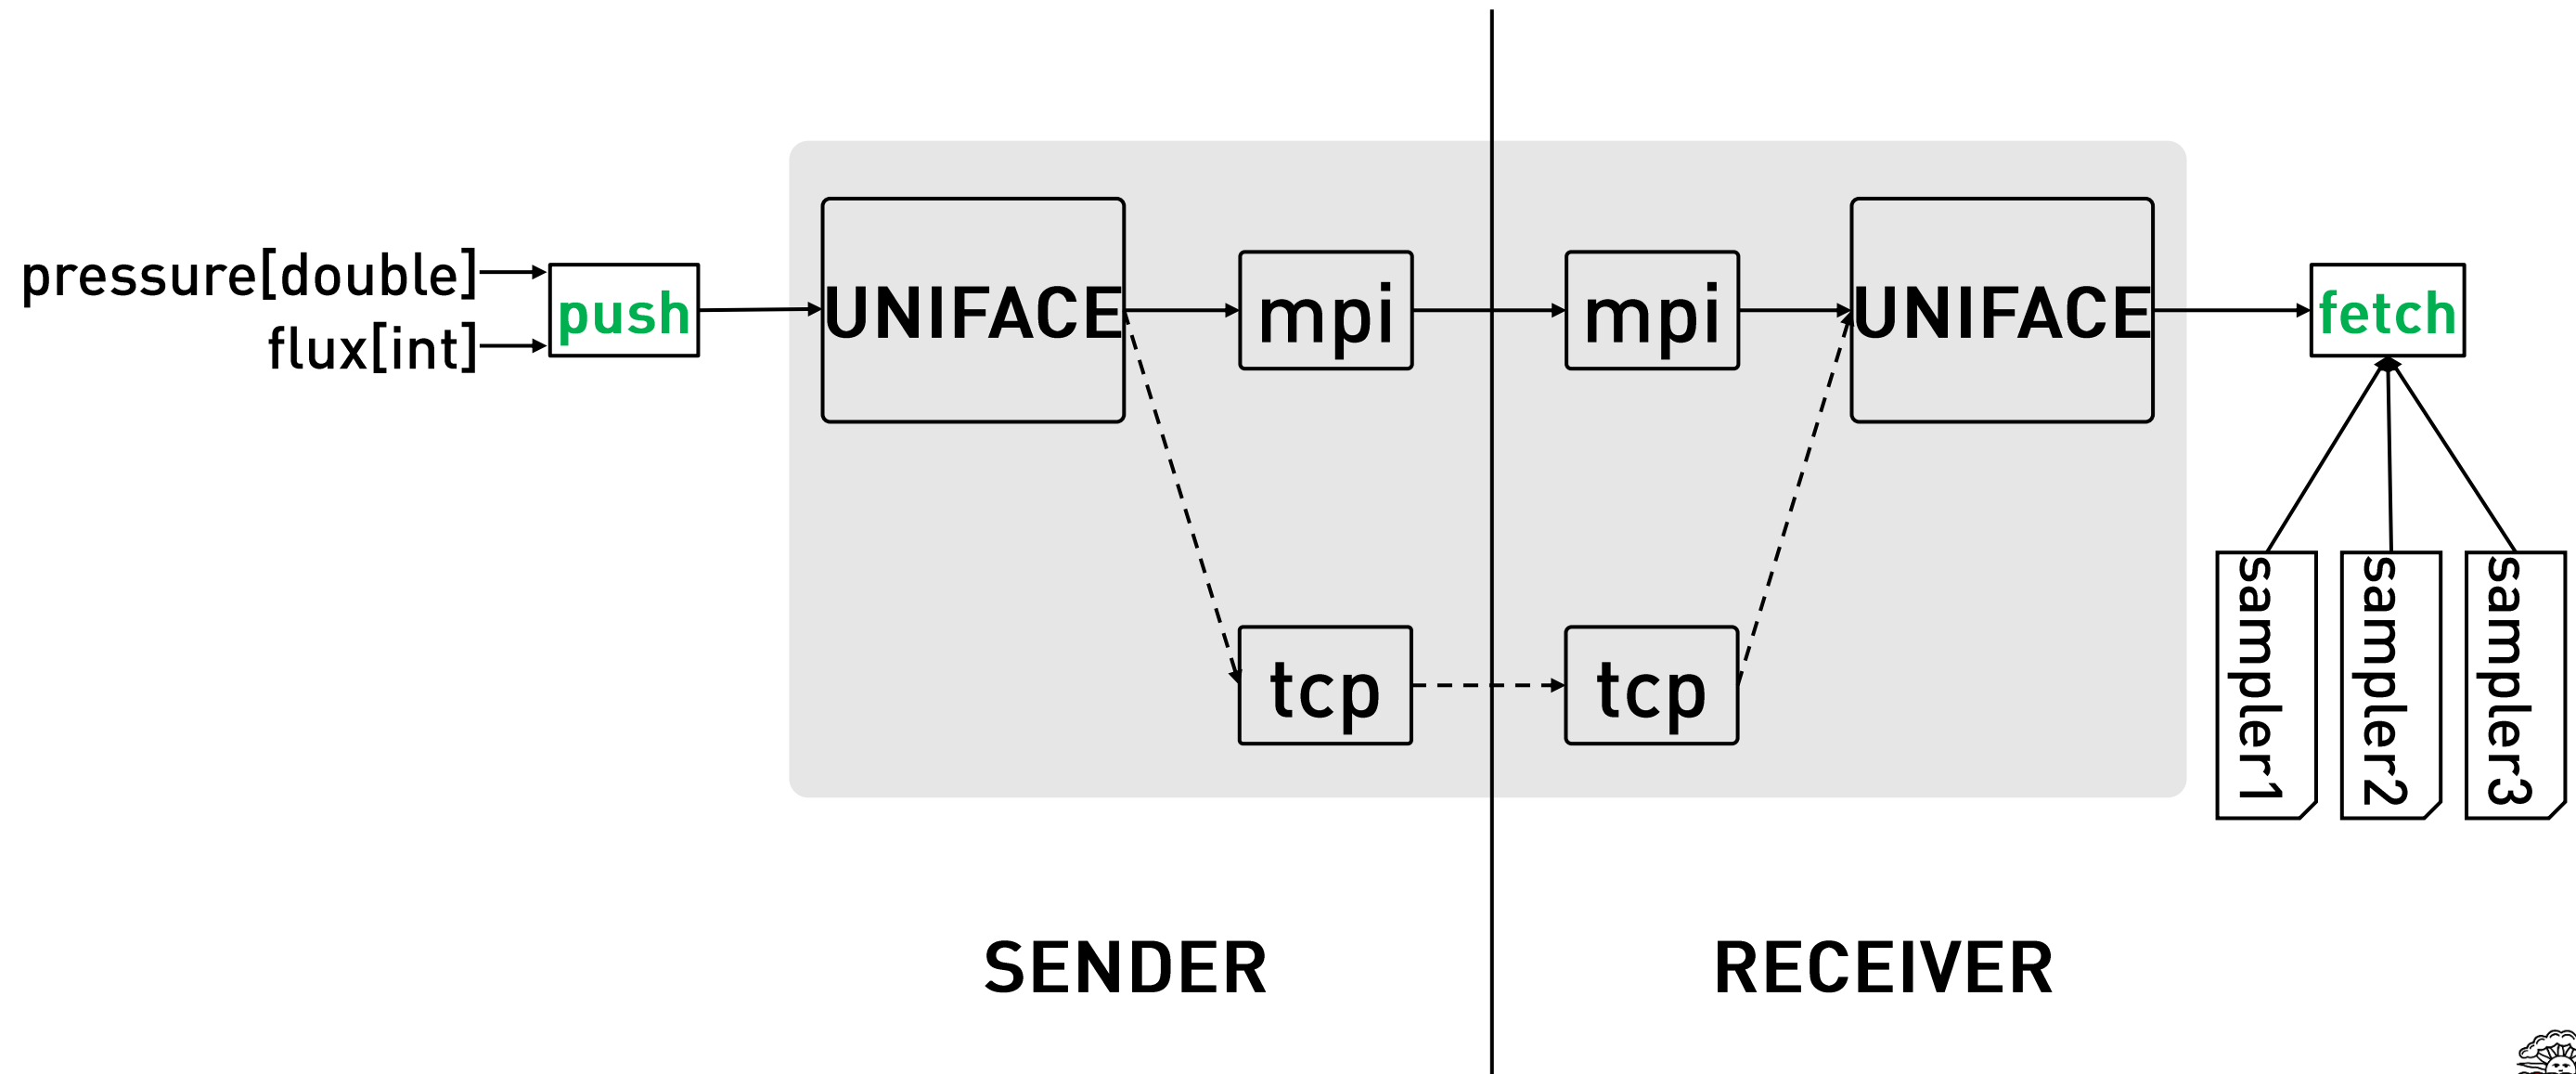 pressure[double]
flux[int]
push
UNIFACE
mpi
mpi
UNIFACE
fetch
tcp
tcp
sampler1
sampler2
sampler3
SENDER
RECEIVER